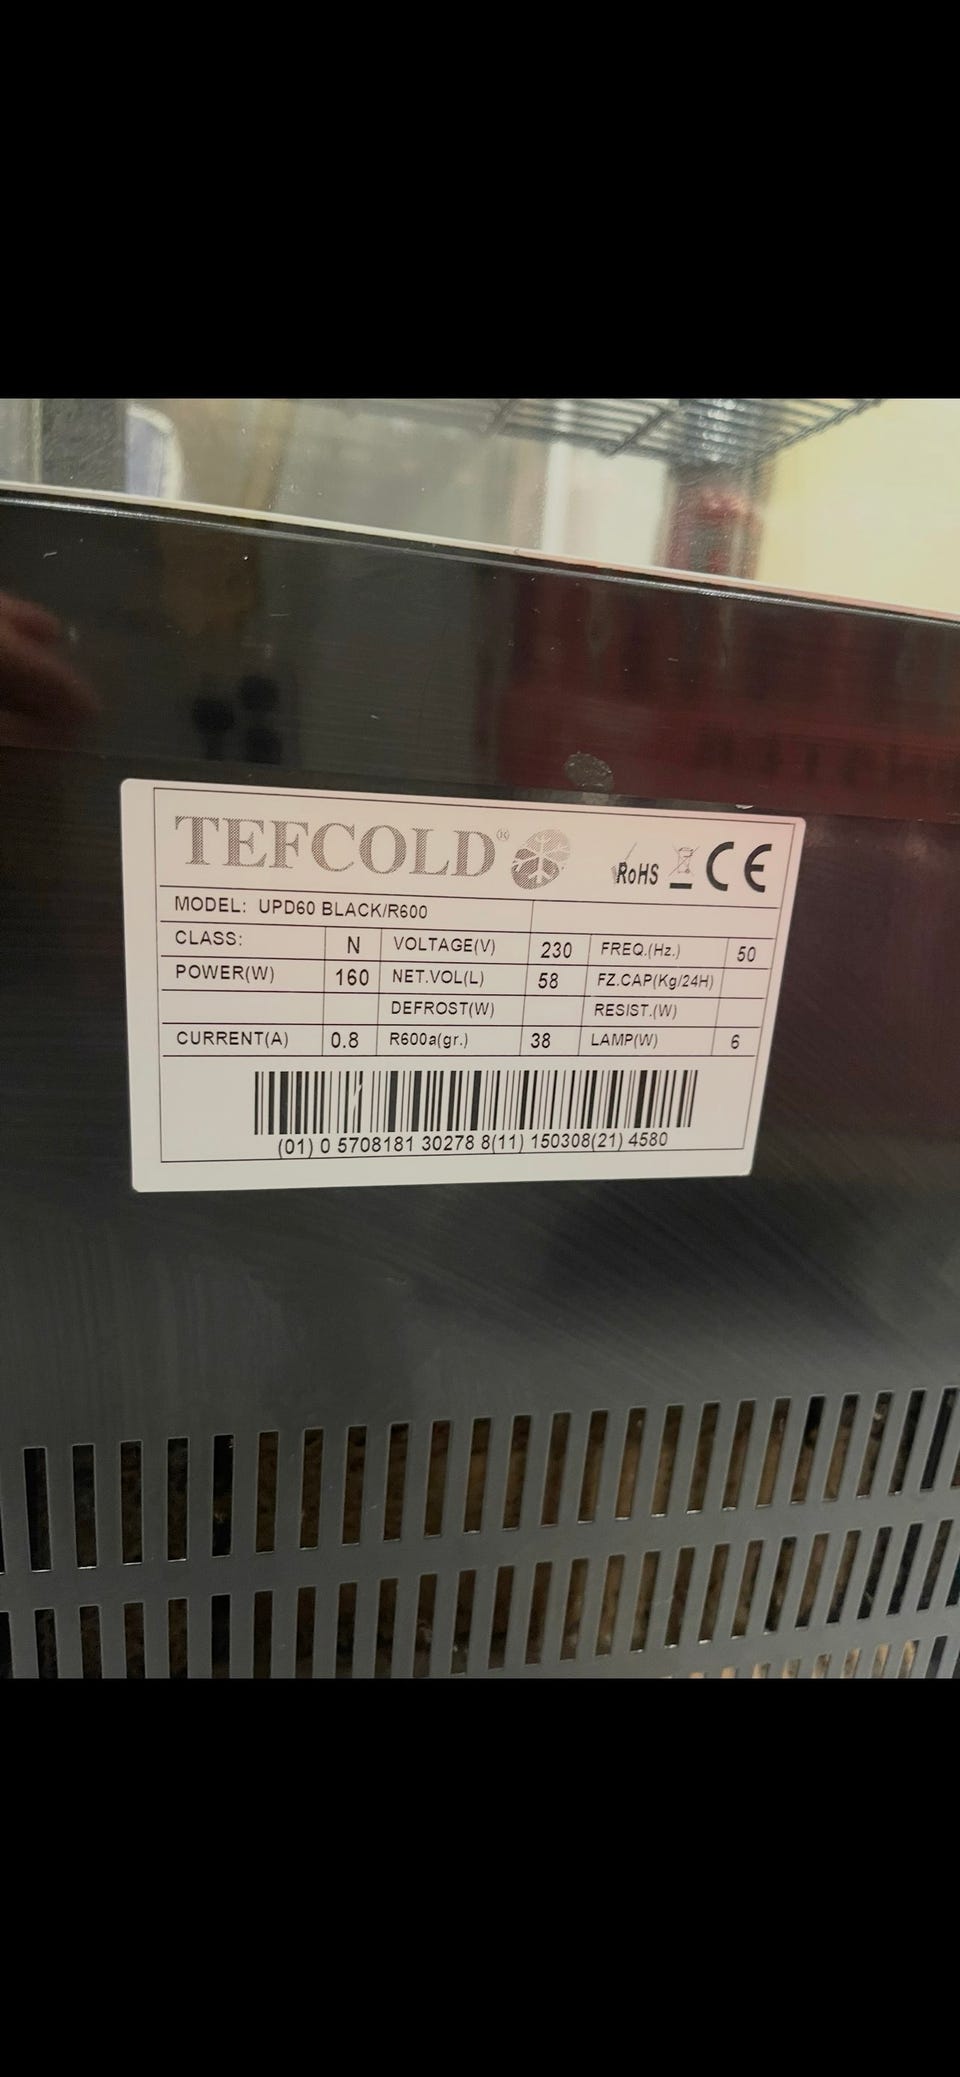 TEFCOLD® RoHS CE
MODEL: UPD60 BLACK/R600
CLASS: N VOLTAGE(V) 230 FREQ.(Hz.) 50
POWER(W) 160 NET.VOL(L) 58 FZ.CAP(Kg/24H)
DEFROST(W) RESIST.(W)
CURRENT(A) 0.8 R600a(gr.) 38 LAMP(W) 6
(01) 0 5708181 30278 8(11) 150308(21) 4580